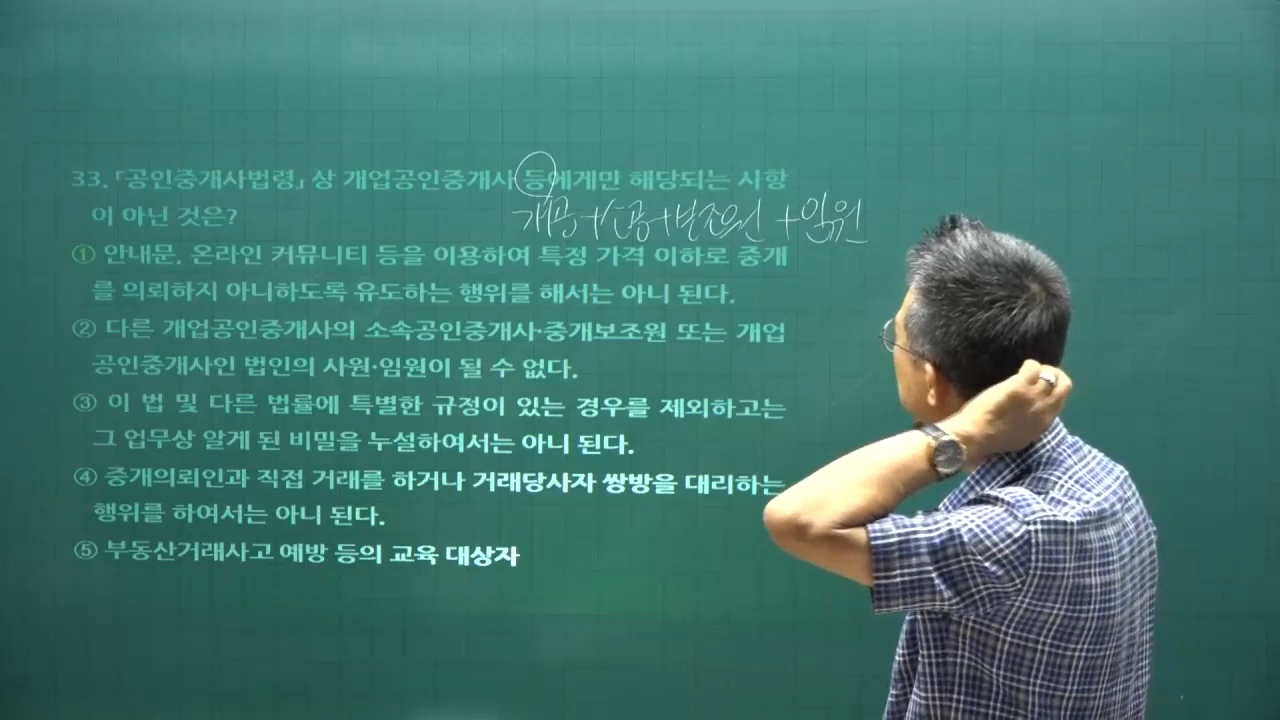 33. 「공인중개사법령」 상 개업공인중개사 등에게만 해당되는 사항
이 아닌 것은?
개공+소공+보조원+임원
① 안내문, 온라인 커뮤니티 등을 이용하여 특정 가격 이하로 중개
를 의뢰하지 아니하도록 유도하는 행위를 해서는 아니 된다.
② 다른 개업공인중개사의 소속공인중개사·중개보조원 또는 개업
공인중개사인 법인의 사원·임원이 될 수 없다.
③ 이 법 및 다른 법률에 특별한 규정이 있는 경우를 제외하고는
그 업무상 알게 된 비밀을 누설하여서는 아니 된다.
④ 중개의뢰인과 직접 거래를 하거나 거래당사자 쌍방을 대리하는
행위를 하여서는 아니 된다.
⑤ 부동산거래사고 예방 등의 교육 대상자